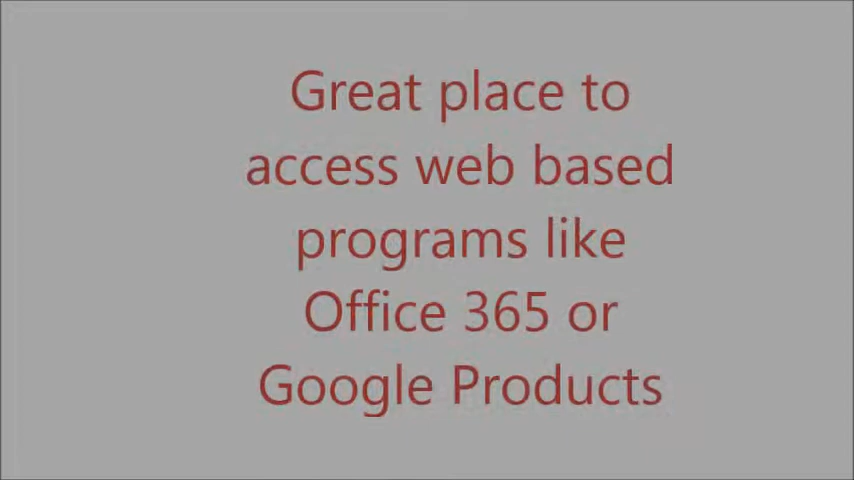 Great place to
access web based
programs like
Office 365 or
Google Products